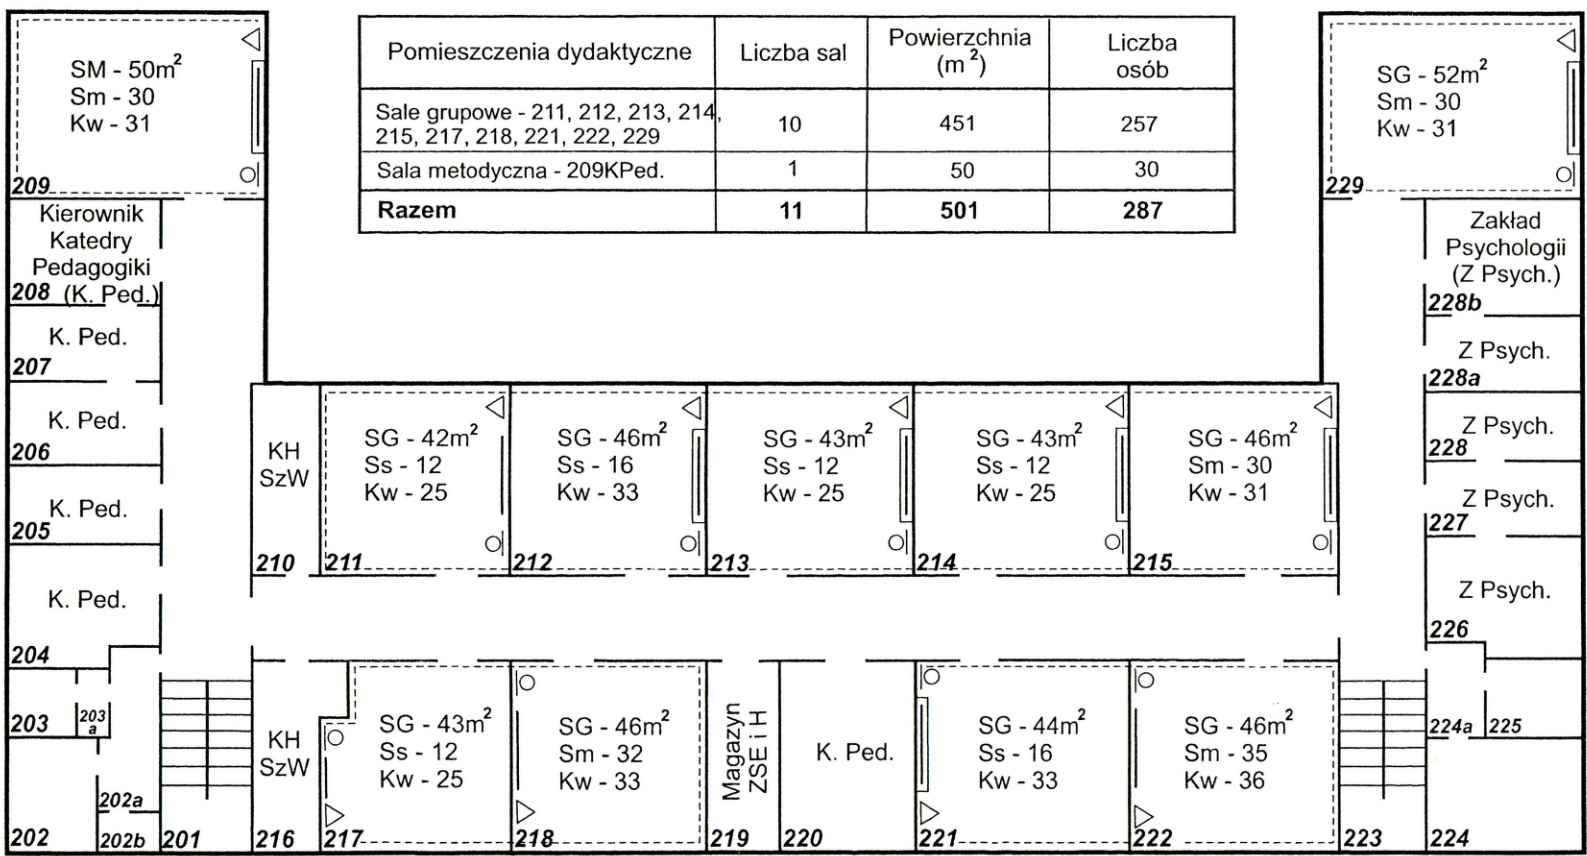 SM - 50m²
Sm - 30
Kw - 31
209
Pomieszczenia dydaktyczne
Liczba sal
Powierzchnia
(m²)
Liczba
osób
Sale grupowe - 211, 212, 213, 214,
215, 217, 218, 221, 222, 229
10
451
257
Sala metodyczna - 209KPed.
1
50
30
Razem
11
501
287
SG - 52m²
Sm - 30
Kw - 31
229
Kierownik
Katedry
Pedagogiki
(K. Ped.)
208
K. Ped.
207
K. Ped.
206
K. Ped.
205
K. Ped.
204
203
203
a
202
202a
202b
201
Zakład
Psychologii
(Z Psych.)
228b
Z Psych.
228a
Z Psych.
228
Z Psych.
227
Z Psych.
226
224a
225
224
223
KH
SzW
210
SG - 42m²
Ss - 12
Kw - 25
211
SG - 46m²
Ss - 16
Kw - 33
212
SG - 43m²
Ss - 12
Kw - 25
213
SG - 43m²
Ss - 12
Kw - 25
214
SG - 46m²
Sm - 30
Kw - 31
215
KH
SzW
216
SG - 43m²
Ss - 12
Kw - 25
217
SG - 46m²
Sm - 32
Kw - 33
218
Magazyn
ZSE i H
219
K. Ped.
220
SG - 44m²
Ss - 16
Kw - 33
221
SG - 46m²
Sm - 35
Kw - 36
222